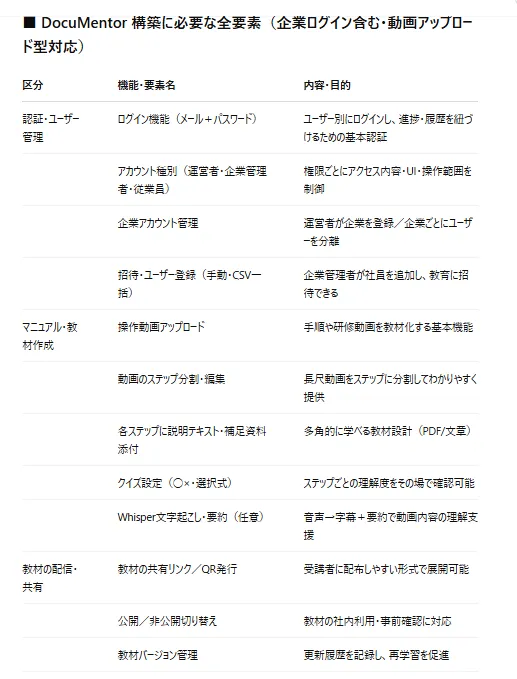 ■ DocuMentor 構築に必要な全要素（企業ログイン含む・動画アップロー
ド型対応）
区分 機能・要素名 内容・目的
認証・ユーザー ログイン機能（メール＋パスワード） ユーザー別にログインし、進捗・履歴を紐づ
管理 けるための基本認証
アカウント種別（運営者・企業管理 権限ごとにアクセス内容・UI・操作範囲を
者・従業員） 制御
企業アカウント管理 運営者が企業を登録／企業ごとにユーザ
ーを分離
招待・ユーザー登録（手動・CSV一 企業管理者が社員を追加し、教育に招
括） 待できる
マニュアル・教 操作動画アップロード 手順や研修動画を教材化する基本機能
材作成
動画のステップ分割・編集 長尺動画をステップに分割してわかりやすく
提供
各ステップに説明テキスト・補足資料 多角的に学べる教材設計（PDF/文章）
添付
クイズ設定（〇×・選択式） ステップごとの理解度をその場で確認可能
Whisper文字起こし・要約（任意） 音声→字幕＋要約で動画内容の理解支
援
教材の配信・ 教材の共有リンク／QR発行 受講者に配布しやすい形式で展開可能
共有
公開／非公開切り替え 教材の社内利用・事前確認に対応
教材バージョン管理 更新履歴を記録し、再学習を促進